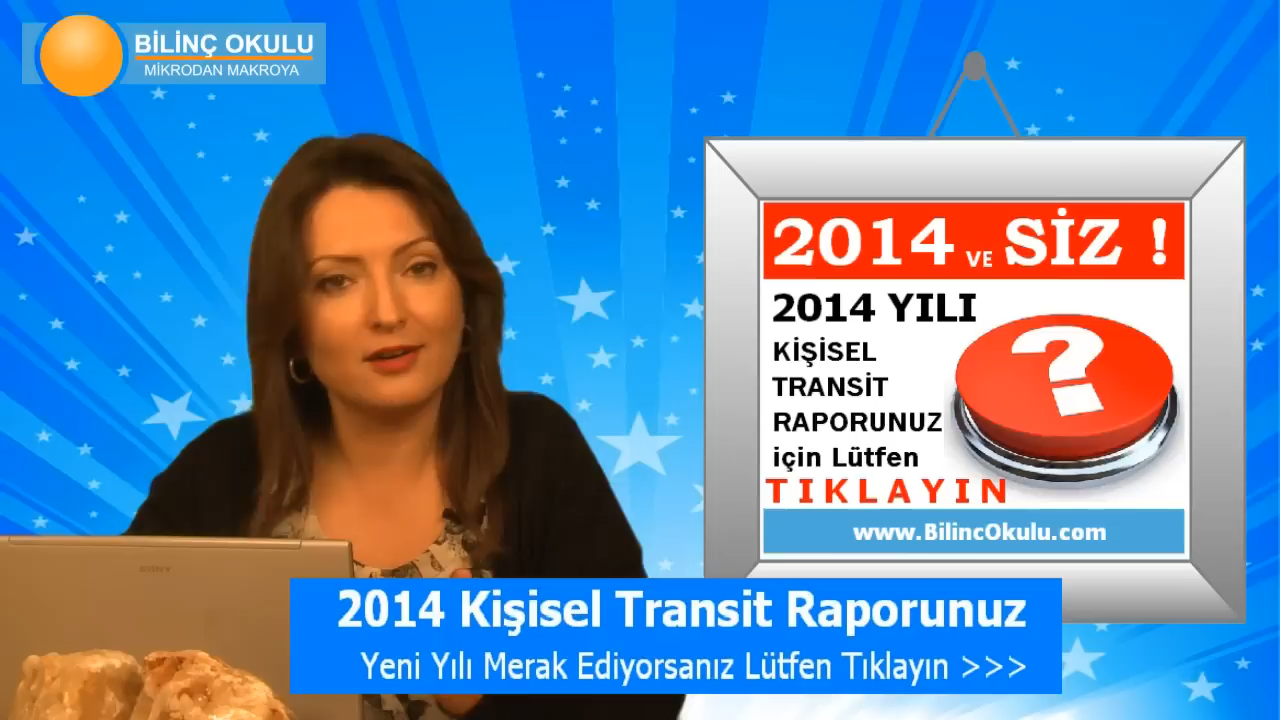 BİLİNÇ OKULU
MİKRODAN MAKROYA
2014 VE SİZ !
2014 YILI
KİŞİSEL
TRANSİT
RAPORUNUZ
için Lütfen
TIKLAYIN
www.BilincOkulu.com
SONY
2014 Kişisel Transit Raporunuz
Yeni Yılı Merak Ediyorsanız Lütfen Tıklayın >>>